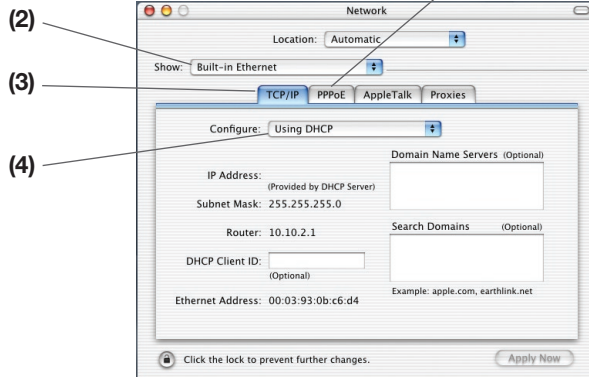 Network
(2)
Location: Automatic
Show: Built-in Ethernet
(3)
TCP/IP PPPoE AppleTalk Proxies
Configure: Using DHCP
(4)
Domain Name Servers (Optional)
IP Address:
(Provided by DHCP Server)
Subnet Mask: 255.255.255.0
Router: 10.10.2.1
Search Domains (Optional)
DHCP Client ID:
(Optional)
Example: apple.com, earthlink.net
Ethernet Address: 00:03:93:0b:c6:d4
Click the lock to prevent further changes.
Apply Now